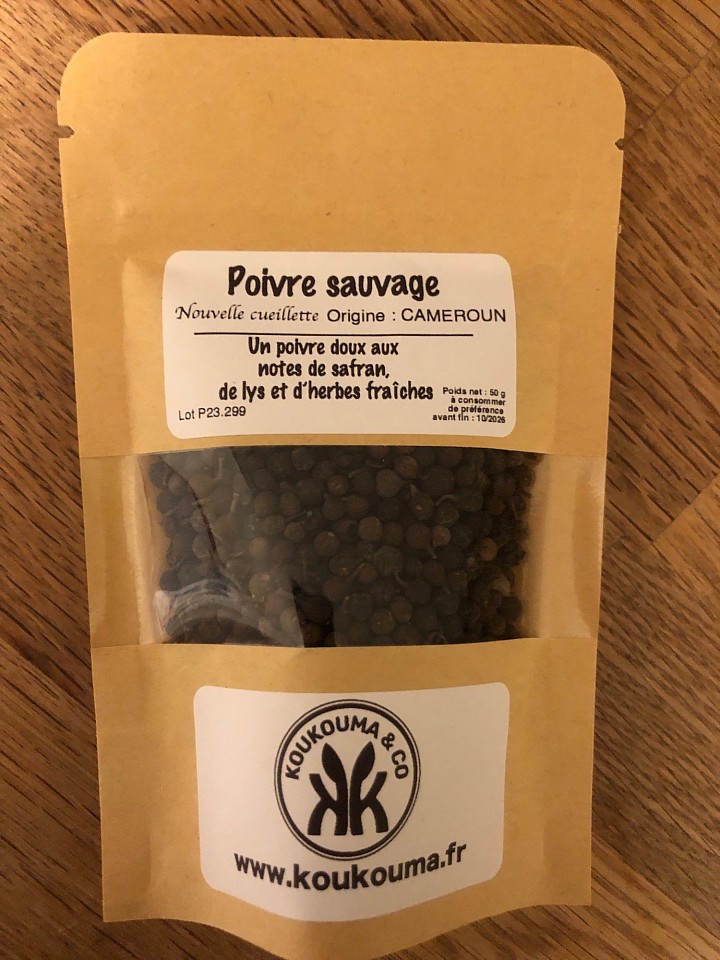 Poivre sauvage
Nouvelle cueillette Origine : CAMEROUN
Un poivre doux aux
notes de safran,
de lys et d'herbes fraîches
Lot P23.299
Poids net : 50 g
à consommer
de préférence
avant fin : 10/2026
KOUKOUMA & CO
KK
www.koukouma.fr